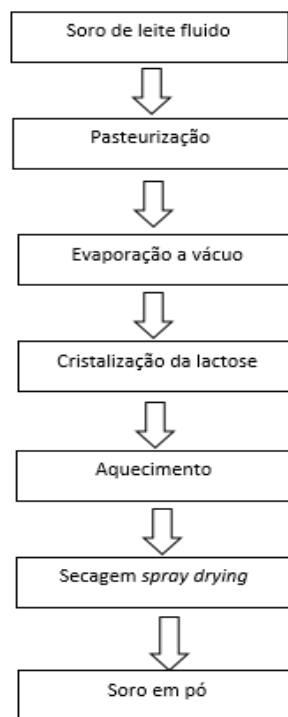 Soro de leite fluido
Pasteurização
Evaporação a vácuo
Cristalização da lactose
Aquecimento
Secagem spray drying
Soro em pó